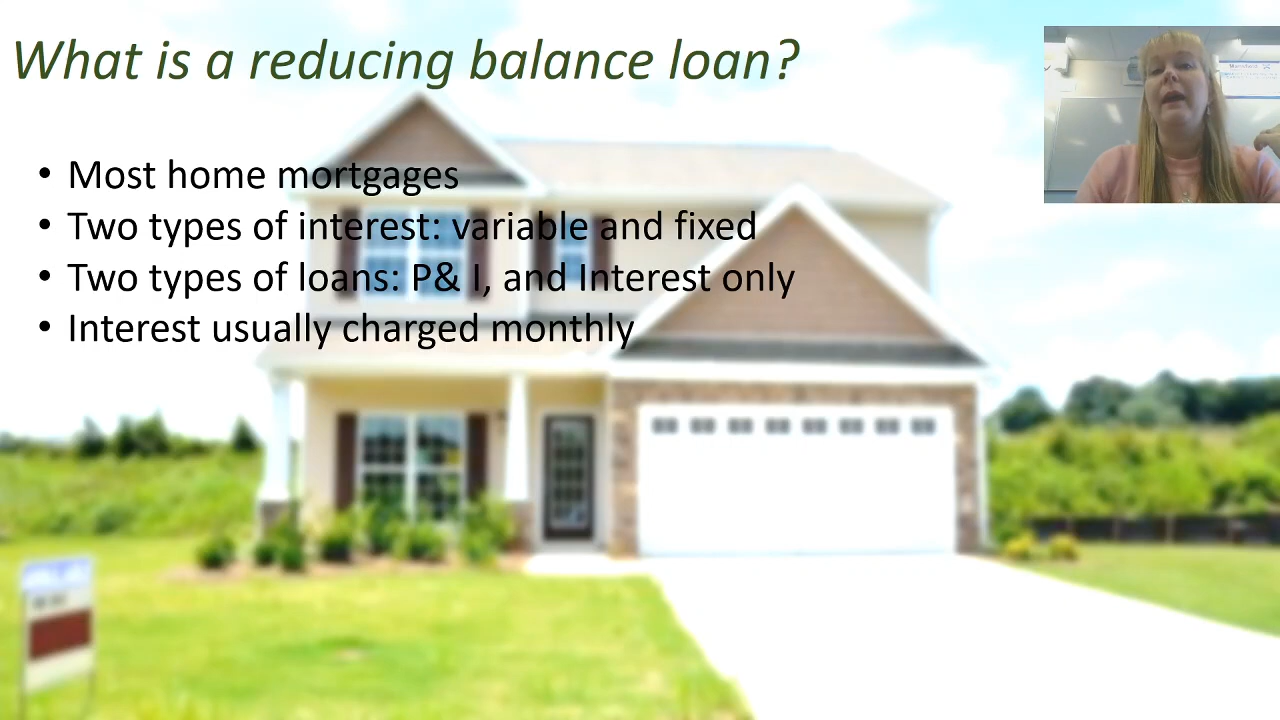 What is a reducing balance loan?
• Most home mortgages
• Two types of interest: variable and fixed
• Two types of loans: P& I, and Interest only
• Interest usually charged monthly